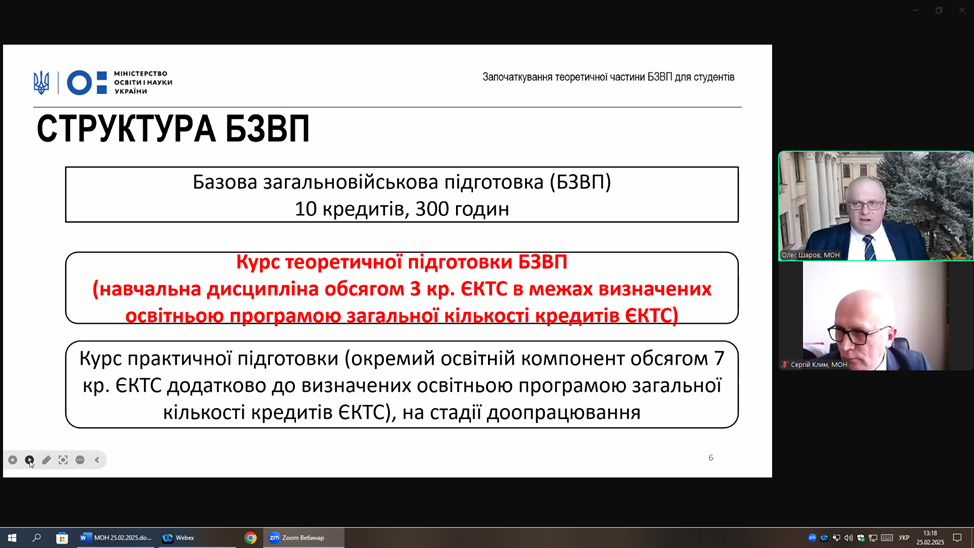 МІНІСТЕРСТВО
ОСВІТИ І НАУКИ
УКРАЇНИ
Започаткування теоретичної частини БЗВП для студентів
СТРУКТУРА БЗВП
Базова загальновійськова підготовка (БЗВП)
10 кредитів, 300 годин
Курс теоретичної підготовки БЗВП
(навчальна дисципліна обсягом 3 кр. ЄКТС в межах визначених
освітньою програмою загальної кількості кредитів ЄКТС)
Курс практичної підготовки (окремий освітній компонент обсягом 7
кр. ЄКТС додатково до визначених освітньою програмою загальної
кількості кредитів ЄКТС), на стадії доопрацювання
6
Олег Шаров, МОН
Сергій Клим, МОН
МОН 25.02.2025.do...
Webex
zm
Zoom Вебинар
zm
УКР
13:18
25.02.2025